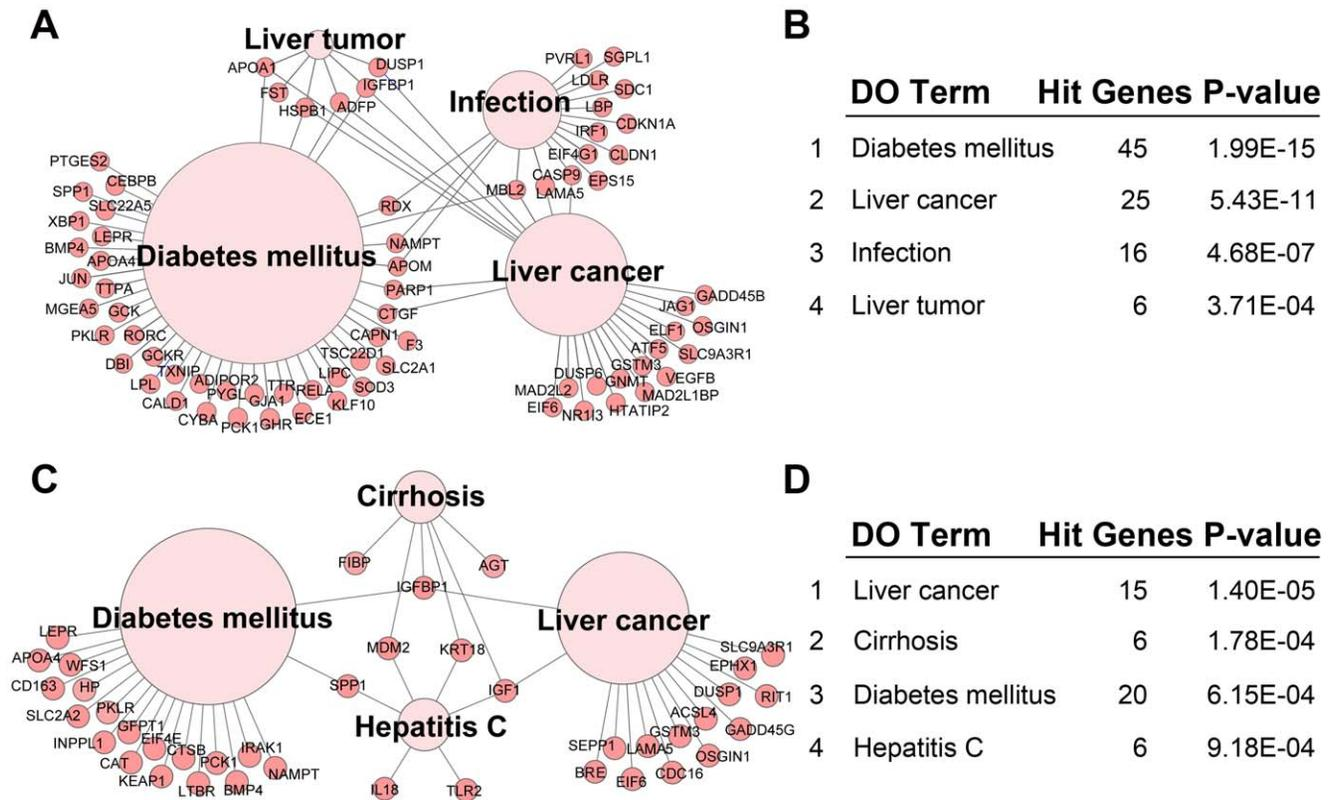 A
Liver tumor
APOA1
DUSP1
FST
IGFBP1
HSPB1
ADFP
Infection
PVRL1
SGPL1
LDLR
SDC1
LBP
CDKN1A
IRF1
EIF4G1
CLDN1
CASP9
EPS15
MBL2
LAMA5
PTGES2
CEBPB
SPP1
SLC22A5
XBP1
LEPR
BMP4
APOA4
JUN
TTPA
MGEA5
GCK
PKLR
RORC
DBI
GCKR
LPL
TXNIP
CALD1
ADIPOR2
CYBA
PYGL
PCK1
GJA1
GHR
TTR
ECE1
RELA
LIPC
KLF10
SOD3
TSC22D1
SLC2A1
CAPN1
F3
Diabetes mellitus
RDX
NAMPT
APOM
PARP1
CTGF
Liver cancer
GADD45B
JAG1
OSGIN1
ELF1
SLC9A3R1
ATF5
GSTM3
VEGFB
GNMT
MAD2L1BP
DUSP6
HTATIP2
MAD2L2
NR1I3
EIF6
B
DO Term Hit Genes P-value
1 Diabetes mellitus 45 1.99E-15
2 Liver cancer 25 5.43E-11
3 Infection 16 4.68E-07
4 Liver tumor 6 3.71E-04
C
Cirrhosis
FIBP
AGT
IGFBP1
Diabetes mellitus
Liver cancer
MDM2
KRT18
SPP1
IGF1
Hepatitis C
IL18
TLR2
LEPR
APOA4
WFS1
CD163
HP
SLC2A2
PKLR
GFPT1
INPPL1
EIF4E
CAT
CTSB
KEAP1
PCK1
LTBR
BMP4
IRAK1
NAMPT
SLC9A3R1
EPHX1
DUSP1
RIT1
ACSL4
GADD45G
GSTM3
OSGIN1
SEPP1
LAMA5
CDC16
BRE
EIF6
D
DO Term Hit Genes P-value
1 Liver cancer 15 1.40E-05
2 Cirrhosis 6 1.78E-04
3 Diabetes mellitus 20 6.15E-04
4 Hepatitis C 6 9.18E-04